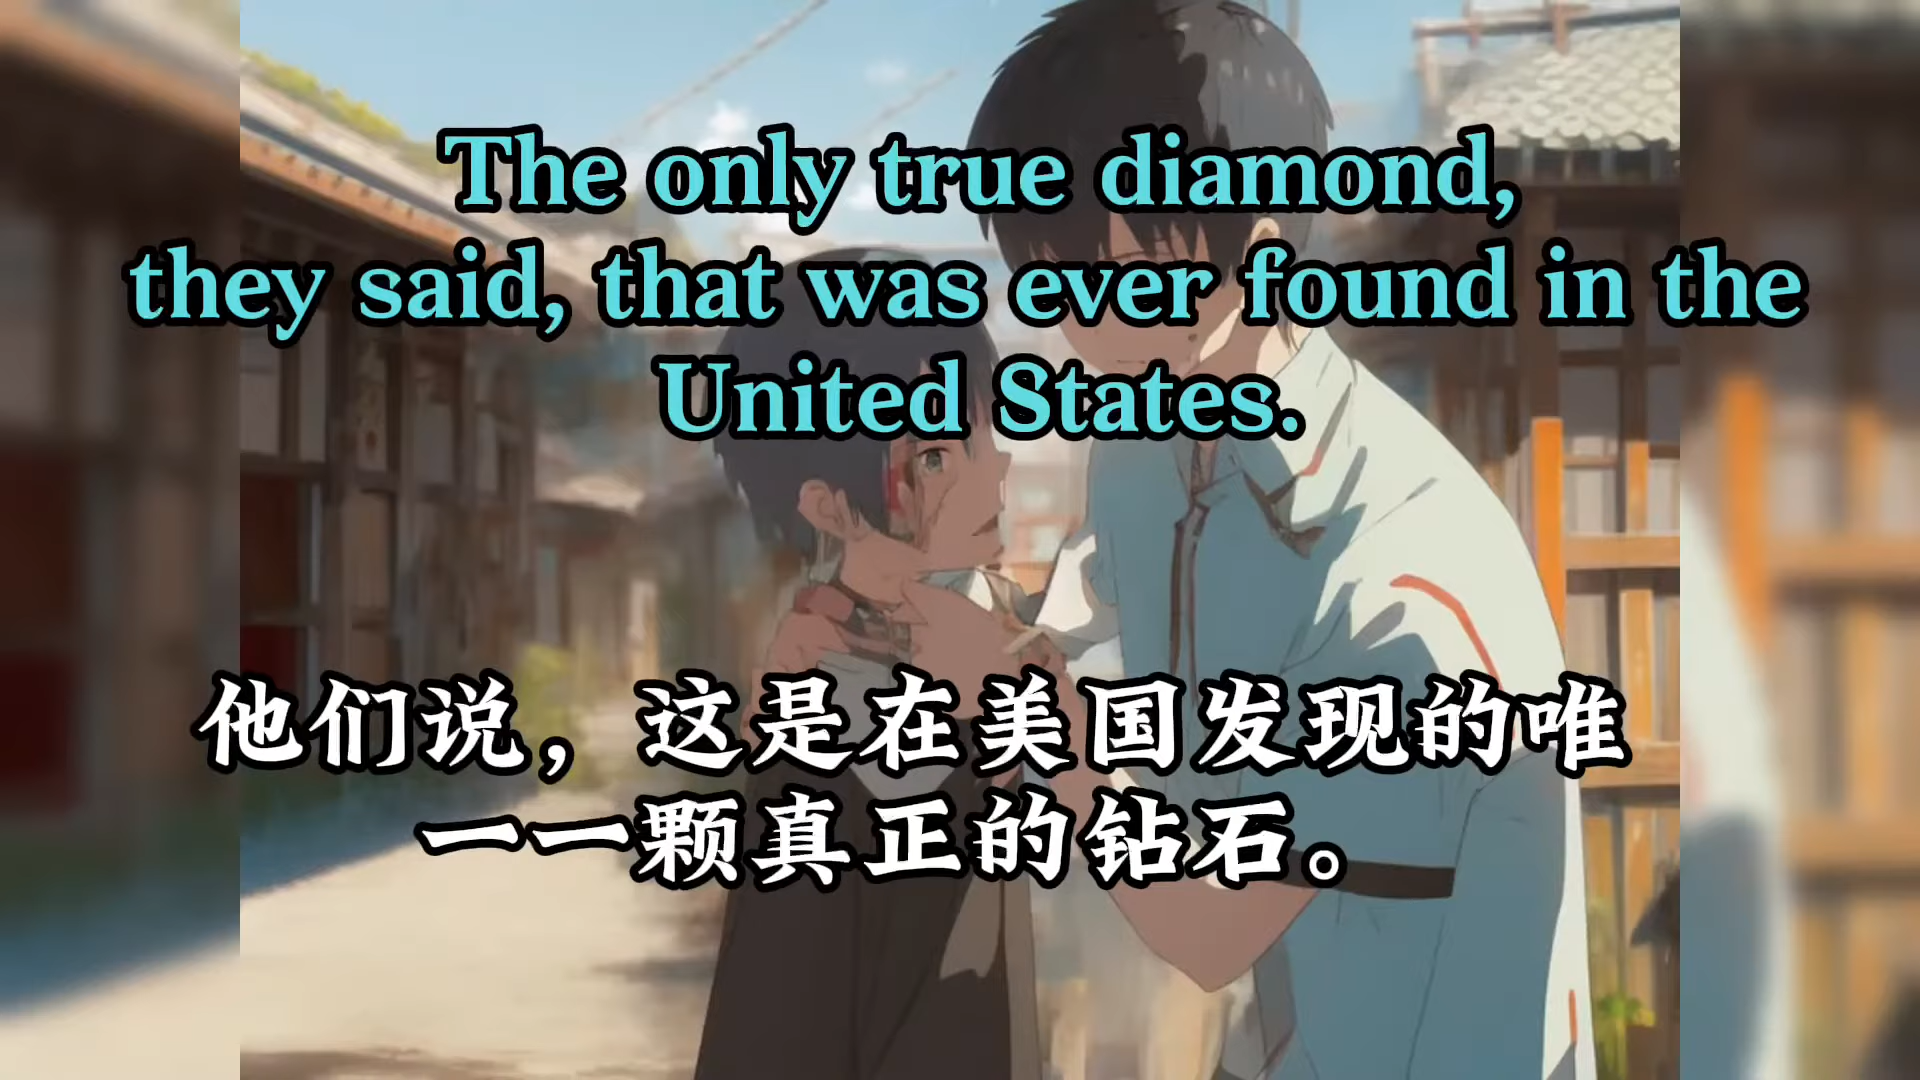 The only true diamond,
they said, that was ever found in the
United States.
他们说，这是在美国发现的唯
一一颗真正的钻石。